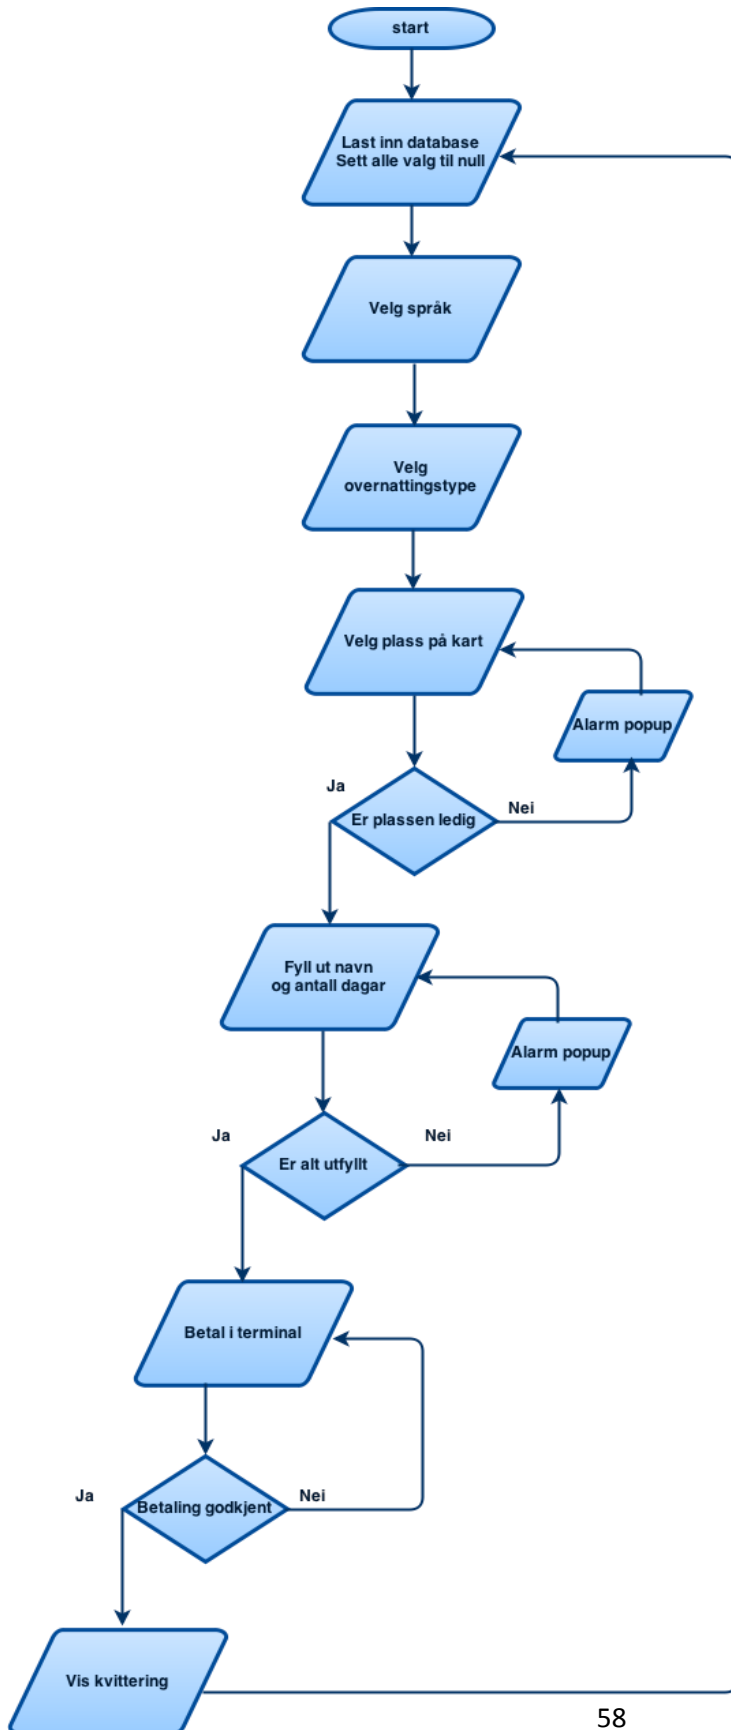 start
Last inn database
Sett alle valg til null
Velg språk
Velg
overnattingstype
Velg plass på kart
Alarm popup
Ja
Er plassen ledig
Nei
Fyll ut navn
og antall dagar
Alarm popup
Ja
Nei
Er alt utfyllt
Betal i terminal
Ja
Nei
Betaling godkjent
Vis kvittering
58